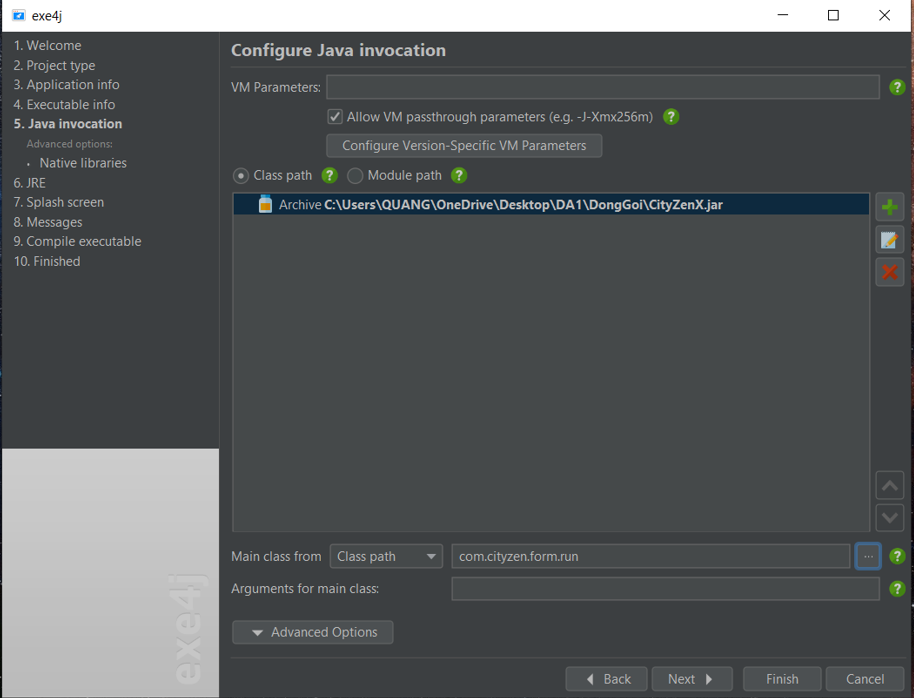 exe4j
1. Welcome
2. Project type
3. Application info
4. Executable info
5. Java invocation
Advanced options:
· Native libraries
6. JRE
7. Splash screen
8. Messages
9. Compile executable
10. Finished
exe4j
Configure Java invocation
VM Parameters:
Allow VM passthrough parameters (e.g. -J-Xmx256m)
Configure Version-Specific VM Parameters
Class path Module path
Archive C:\Users\QUANG\OneDrive\Desktop\DA1\DongGoi\CityZenX.jar
Main class from Class path com.cityzen.form.run ...
Arguments for main class:
Advanced Options
Back Next Finish Cancel